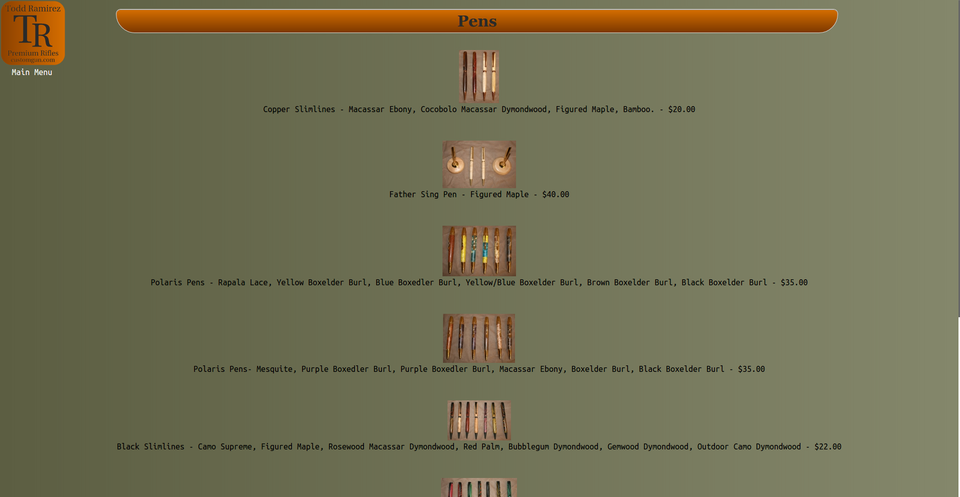 Todd Ramirez
TR
Premium Rifles
Main Menu
Pens
Copper Slimlines - Macassar Ebony, Cocobolo Macassar Dymondwood, Figured Maple, Bamboo. - $20.00
Father Sing Pen - Figured Maple - $40.00
Polaris Pens - Rapala Lace, Yellow Boxelder Burl, Blue Boxedler Burl, Yellow/Blue Boxelder Burl, Brown Boxelder Burl, Black Boxelder Burl - $35.00
Polaris Pens- Mesquite, Purple Boxedler Burl, Purple Boxedler Burl, Macassar Ebony, Boxelder Burl, Black Boxelder Burl - $35.00
Black Slimlines - Camo Supreme, Figured Maple, Rosewood Macassar Dymondwood, Red Palm, Bubblegum Dymondwood, Gemwood Dymondwood, Outdoor Camo Dymondwood - $22.00